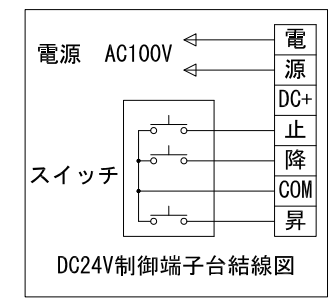 電源 AC100V
電
源
DC+
止
降
COM
昇
スイッチ
DC24V制御端子台結線図